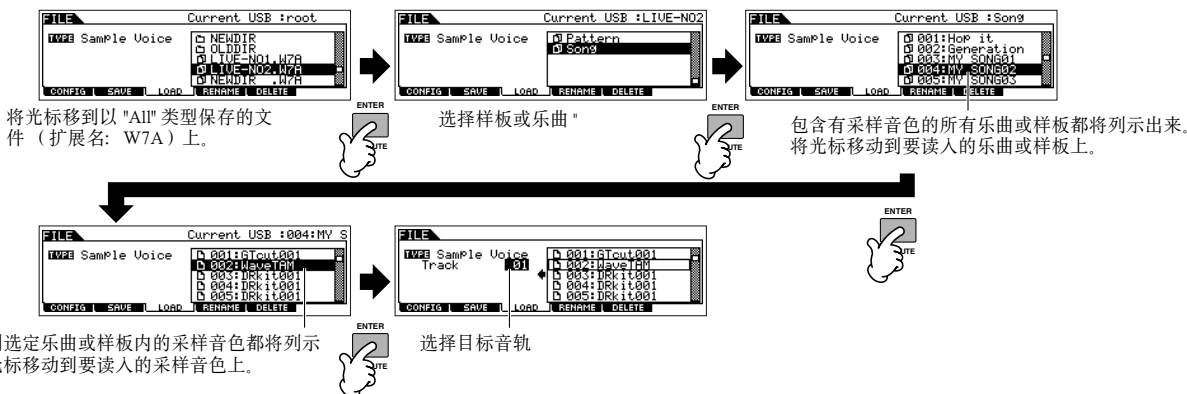 FILE Current USB :root
TYPE Sample Voice
NEWDIR
OLDDIR
LIVE-NO1.W7A
LIVE-NO2.W7A
NEWDIR .W7A
CONFIG SAVE LOAD RENAME DELETE
将光标移到以 "All" 类型保存的文
件 （扩展名: W7A）上。
ENTER
UTE
FILE Current USB :LIVE-NO2
TYPE Sample Voice
Pattern
Song
CONFIG SAVE LOAD RENAME DELETE
选择样板或乐曲 "
ENTER
UTE
FILE Current USB :Song
TYPE Sample Voice
001:Hop it
002:Generation
003:MY SONG01
004:MY SONG02
005:MY SONG03
CONFIG SAVE LOAD RENAME DELETE
包含有采样音色的所有乐曲或样板都将列示出来。
将光标移动到要读入的乐曲或样板上。
ENTER
UTE
FILE Current USB :004:MY S
TYPE Sample Voice
001:GTcut001
002:WaveTAM
003:DRkit001
004:DRkit001
005:DRkit001
CONFIG SAVE LOAD RENAME DELETE
选定乐曲或样板内的采样音色都将列示
标移动到要读入的采样音色上。
ENTER
UTE
FILE
TYPE Sample Voice
Track 01
001:GTcut001
002:WaveTAM
003:DRkit001
004:DRkit001
005:DRkit001
CONFIG SAVE LOAD RENAME DELETE
选择目标音轨